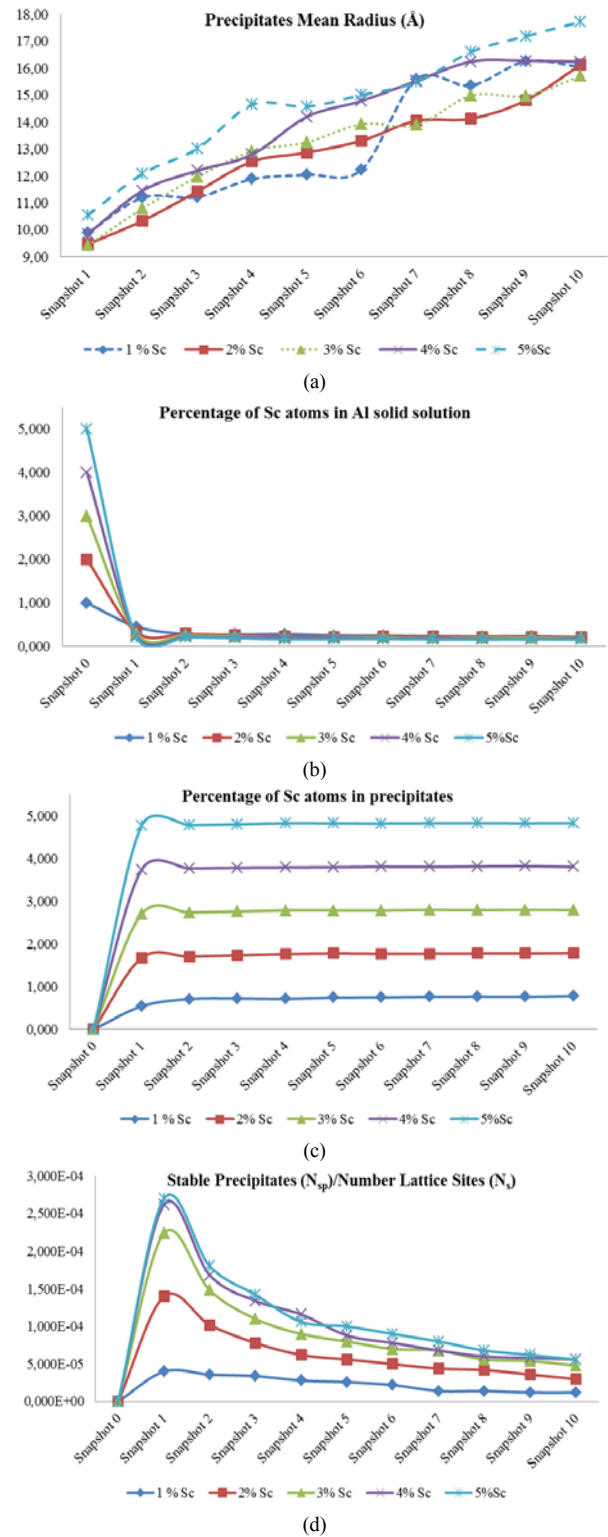 Precipitates Mean Radius (Å)
18,00
17,00
16,00
15,00
14,00
13,00
12,00
11,00
10,00
9,00
Snapshot 1
Snapshot 2
Snapshot 3
Snapshot 4
Snapshot 5
Snapshot 6
Snapshot 7
Snapshot 8
Snapshot 9
Snapshot 10
1 % Sc 2% Sc 3% Sc 4% Sc 5%Sc
(a)
Percentage of Sc atoms in Al solid solution
5,000
4,000
3,000
2,000
1,000
0,000
Snapshot 0
Snapshot 1
Snapshot 2
Snapshot 3
Snapshot 4
Snapshot 5
Snapshot 6
Snapshot 7
Snapshot 8
Snapshot 9
Snapshot 10
1 % Sc 2% Sc 3% Sc 4% Sc 5%Sc
(b)
Percentage of Sc atoms in precipitates
5,000
4,000
3,000
2,000
1,000
0,000
Snapshot 0
Snapshot 1
Snapshot 2
Snapshot 3
Snapshot 4
Snapshot 5
Snapshot 6
Snapshot 7
Snapshot 8
Snapshot 9
Snapshot 10
1 % Sc 2% Sc 3% Sc 4% Sc 5%Sc
(c)
Stable Precipitates (Nsp)/Number Lattice Sites (Ns)
3,000E-04
2,500E-04
2,000E-04
1,500E-04
1,000E-04
5,000E-05
0,000E+00
Snapshot 0
Snapshot 1
Snapshot 2
Snapshot 3
Snapshot 4
Snapshot 5
Snapshot 6
Snapshot 7
Snapshot 8
Snapshot 9
Snapshot 10
1 % Sc 2% Sc 3% Sc 4% Sc 5%Sc
(d)